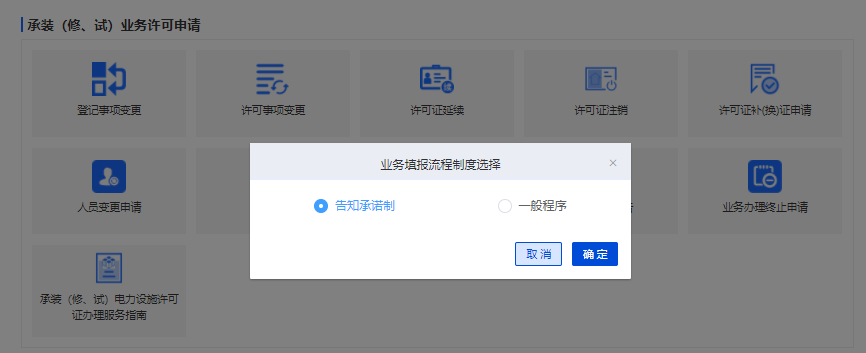 承装（修、试）业务许可申请
登记事项变更
许可事项变更
许可证延续
许可证注销
许可证补(换)证申请
业务填报流程制度选择
×
告知承诺制
一般程序
取 消
确 定
人员变更申请
业务办理终止申请
承装（修、试）电力设施许可
证办理服务指南